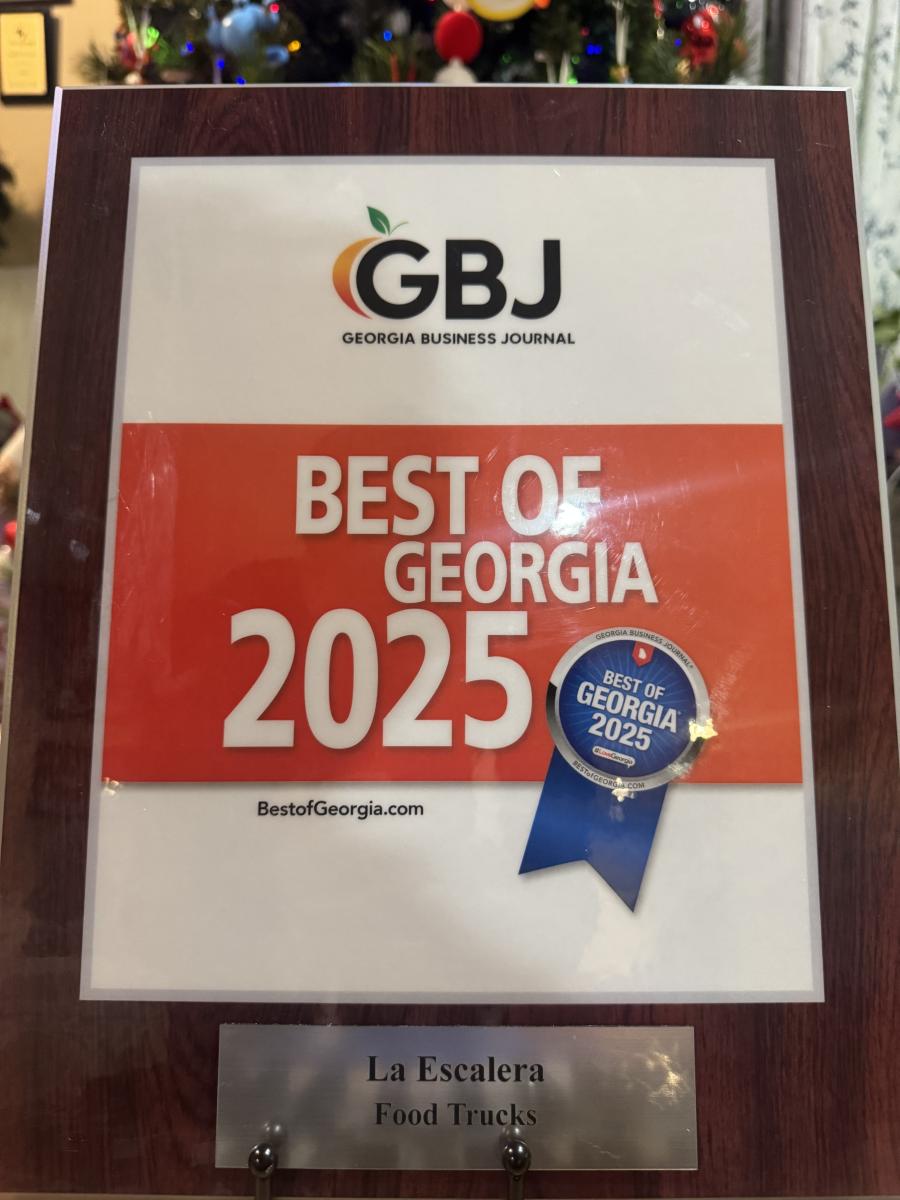 GBJ
GEORGIA BUSINESS JOURNAL
BEST OF
GEORGIA
2025
GEORGIA BUSINESS JOURNAL®
BEST OF
GEORGIA®
2025
#LoveGeorgia
BESTofGEORGIA.COM
BestofGeorgia.com
La Escalera
Food Trucks